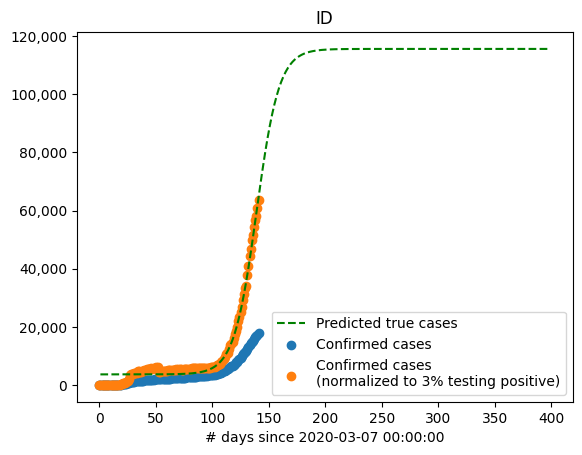 ID
120,000
100,000
80,000
60,000
40,000
20,000
0
Predicted true cases
Confirmed cases
Confirmed cases
(normalized to 3% testing positive)
0 50 100 150 200 250 300 350 400
# days since 2020-03-07 00:00:00